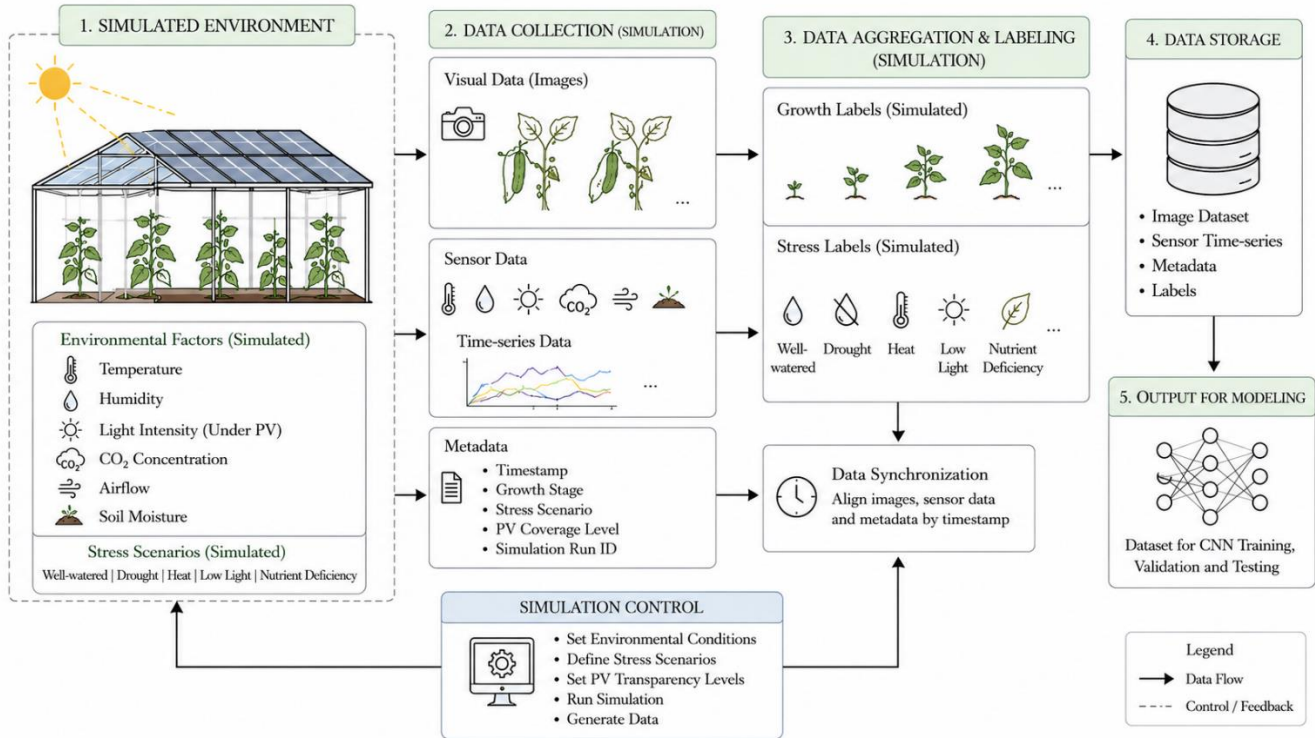 1. SIMULATED ENVIRONMENT
Environmental Factors (Simulated)
Temperature
Humidity
Light Intensity (Under PV)
CO₂
CO₂ Concentration
Airflow
Soil Moisture
Stress Scenarios (Simulated)
Well-watered | Drought | Heat | Low Light | Nutrient Deficiency
2. DATA COLLECTION (SIMULATION)
Visual Data (Images)
...
Sensor Data
CO₂
Time-series Data
...
Metadata
• Timestamp
• Growth Stage
• Stress Scenario
• PV Coverage Level
• Simulation Run ID
3. DATA AGGREGATION & LABELING
(SIMULATION)
Growth Labels (Simulated)
...
Stress Labels (Simulated)
...
Well-
watered
Drought
Heat
Low
Light
Nutrient
Deficiency
Data Synchronization
Align images, sensor data
and metadata by timestamp
4. DATA STORAGE
• Image Dataset
• Sensor Time-series
• Metadata
• Labels
5. OUTPUT FOR MODELING
Dataset for CNN Training,
Validation and Testing
SIMULATION CONTROL
• Set Environmental Conditions
• Define Stress Scenarios
• Set PV Transparency Levels
• Run Simulation
• Generate Data
Legend
Data Flow
Control / Feedback